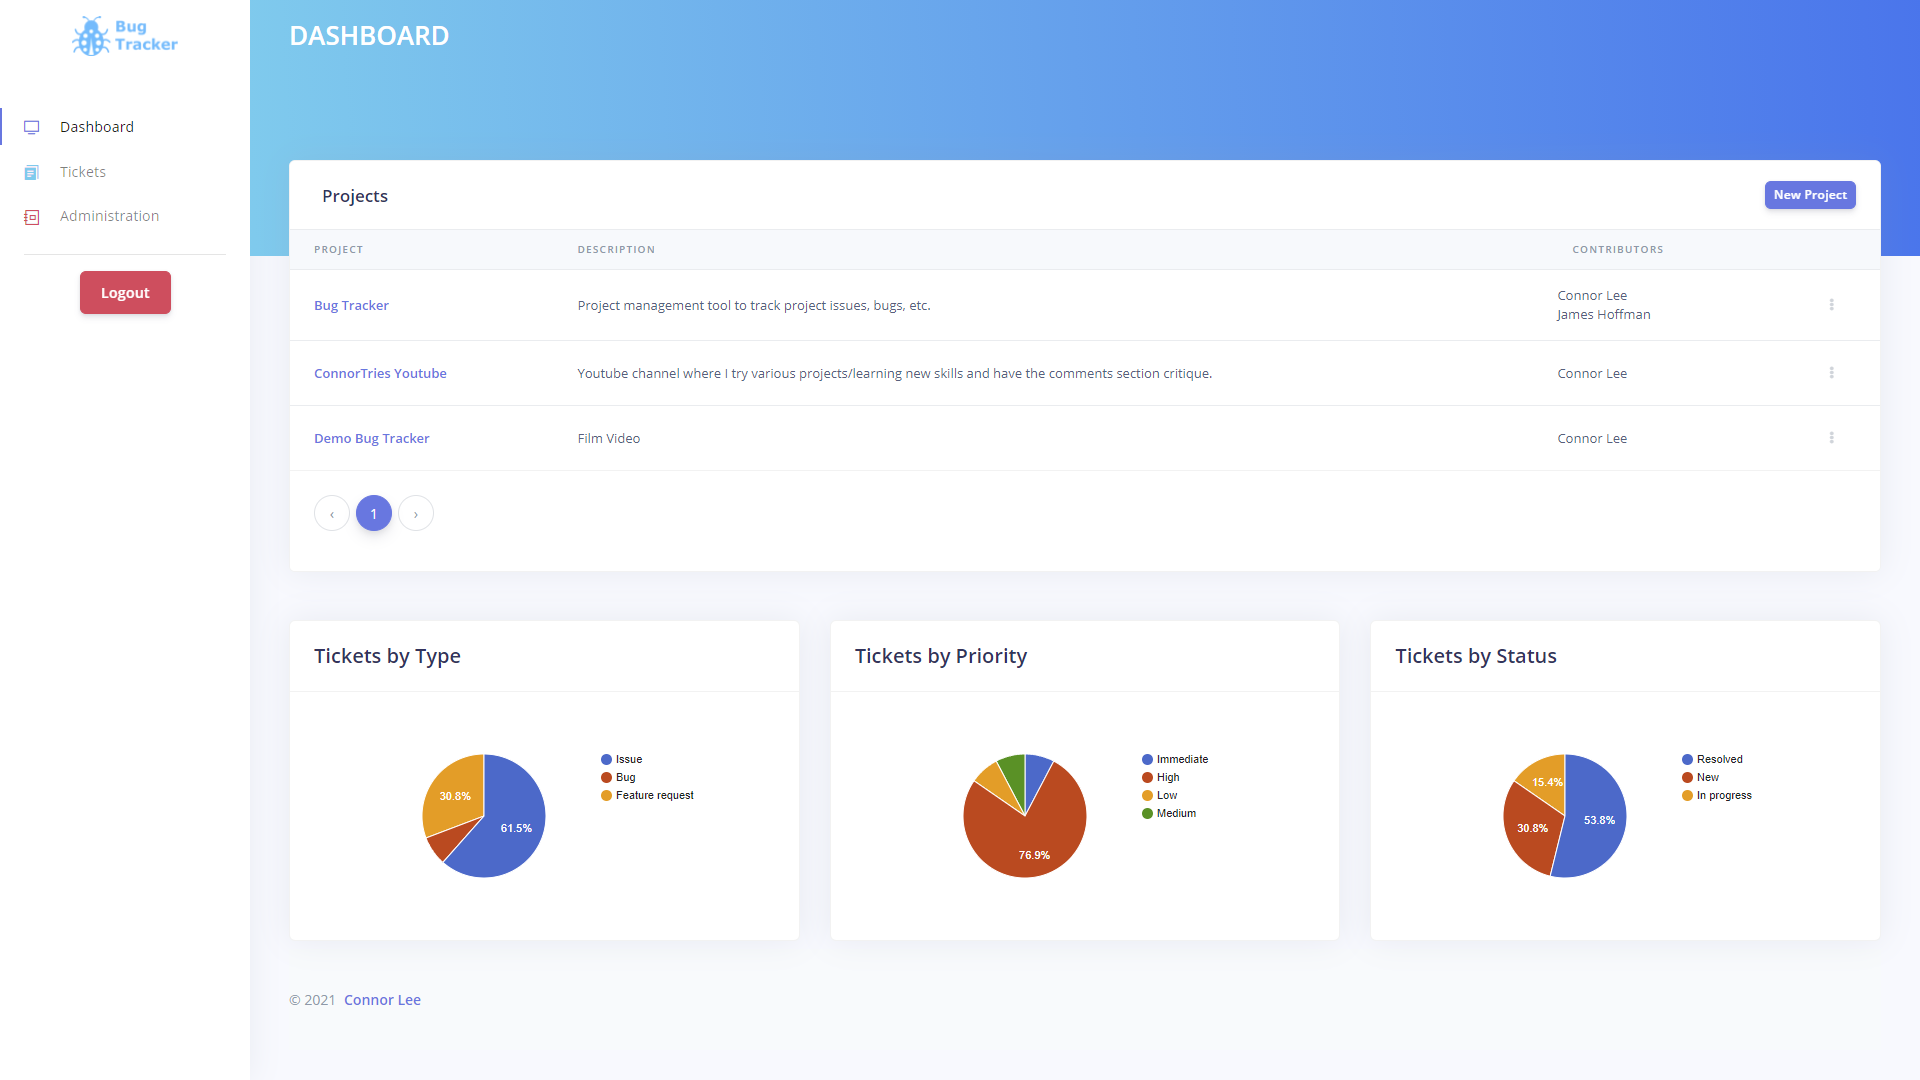 Bug
Tracker
DASHBOARD
Dashboard
Tickets
Administration
Logout
Projects
New Project
PROJECT DESCRIPTION CONTRIBUTORS
Bug Tracker Project management tool to track project issues, bugs, etc. Connor Lee
James Hoffman
ConnorTries Youtube Youtube channel where I try various projects/learning new skills and have the comments section critique. Connor Lee
Demo Bug Tracker Film Video Connor Lee
‹ 1 ›
Tickets by Type
30.8%
61.5%
Issue
Bug
Feature request
Tickets by Priority
76.9%
Immediate
High
Low
Medium
Tickets by Status
15.4%
30.8%
53.8%
Resolved
New
In progress
© 2021 Connor Lee